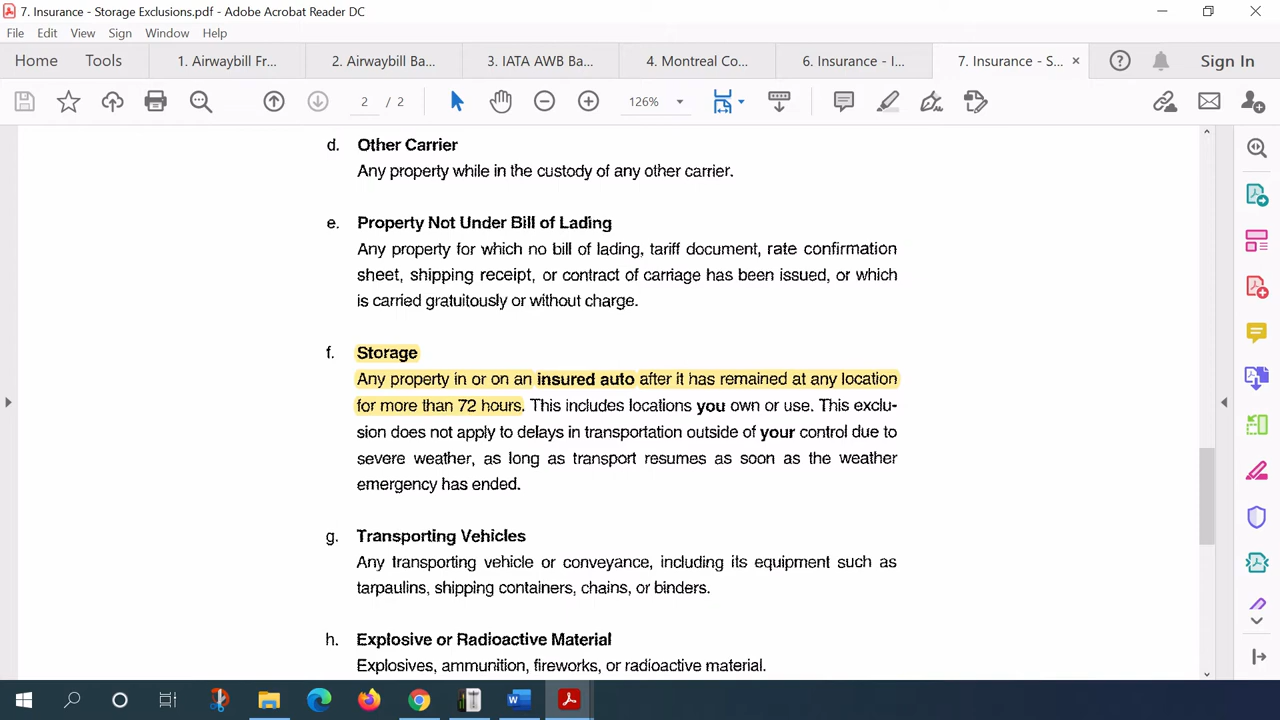 7. Insurance - Storage Exclusions.pdf - Adobe Acrobat Reader DC
File Edit View Sign Window Help
Home Tools 1. Airwaybill Fr... 2. Airwaybill Ba... 3. IATA AWB Ba... 4. Montreal Co... 6. Insurance - I... 7. Insurance - S... × Sign In
2 / 2 126%
d. Other Carrier
Any property while in the custody of any other carrier.
e. Property Not Under Bill of Lading
Any property for which no bill of lading, tariff document, rate confirmation
sheet, shipping receipt, or contract of carriage has been issued, or which
is carried gratuitously or without charge.
f. Storage
Any property in or on an insured auto after it has remained at any location
for more than 72 hours. This includes locations you own or use. This exclu-
sion does not apply to delays in transportation outside of your control due to
severe weather, as long as transport resumes as soon as the weather
emergency has ended.
g. Transporting Vehicles
Any transporting vehicle or conveyance, including its equipment such as
tarpaulins, shipping containers, chains, or binders.
h. Explosive or Radioactive Material
Explosives, ammunition, fireworks, or radioactive material.